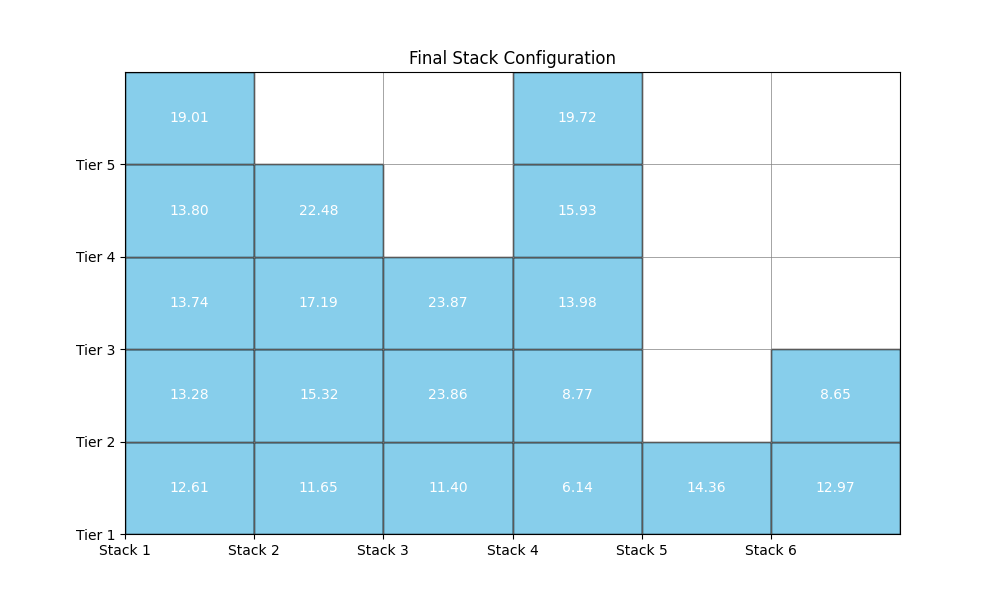 Final Stack Configuration
19.01 19.72
Tier 5
13.80 22.48 15.93
Tier 4
13.74 17.19 23.87 13.98
Tier 3
13.28 15.32 23.86 8.77 8.65
Tier 2
12.61 11.65 11.40 6.14 14.36 12.97
Tier 1
Stack 1 Stack 2 Stack 3 Stack 4 Stack 5 Stack 6